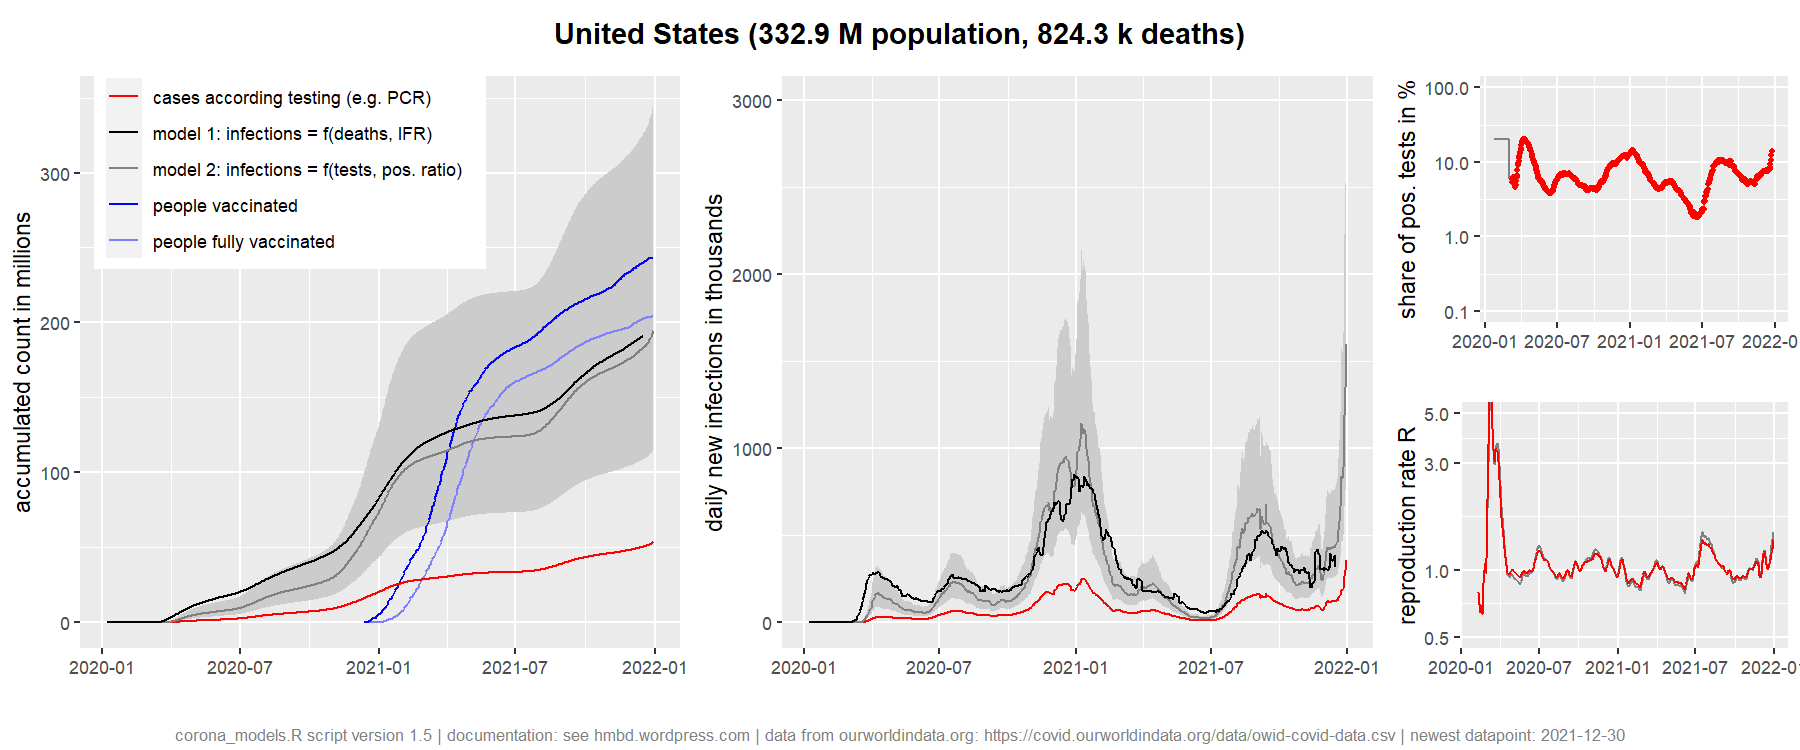 United States (332.9 M population, 824.3 k deaths)
accumulated count in millions
300
200
100
0
cases according testing (e.g. PCR)
model 1: infections = f(deaths, IFR)
model 2: infections = f(tests, pos. ratio)
people vaccinated
people fully vaccinated
2020-01 2020-07 2021-01 2021-07 2022-01
daily new infections in thousands
3000
2000
1000
0
2020-01 2020-07 2021-01 2021-07 2022-01
share of pos. tests in %
100.0
10.0
1.0
0.1
2020-01 2020-07 2021-01 2021-07 2022-0
reproduction rate R
5.0
3.0
1.0
0.5
2020-01 2020-07 2021-01 2021-07 2022-0
corona_models.R script version 1.5 | documentation: see hmbd.wordpress.com | data from ourworldindata.org: https://covid.ourworldindata.org/data/owid-covid-data.csv | newest datapoint: 2021-12-30